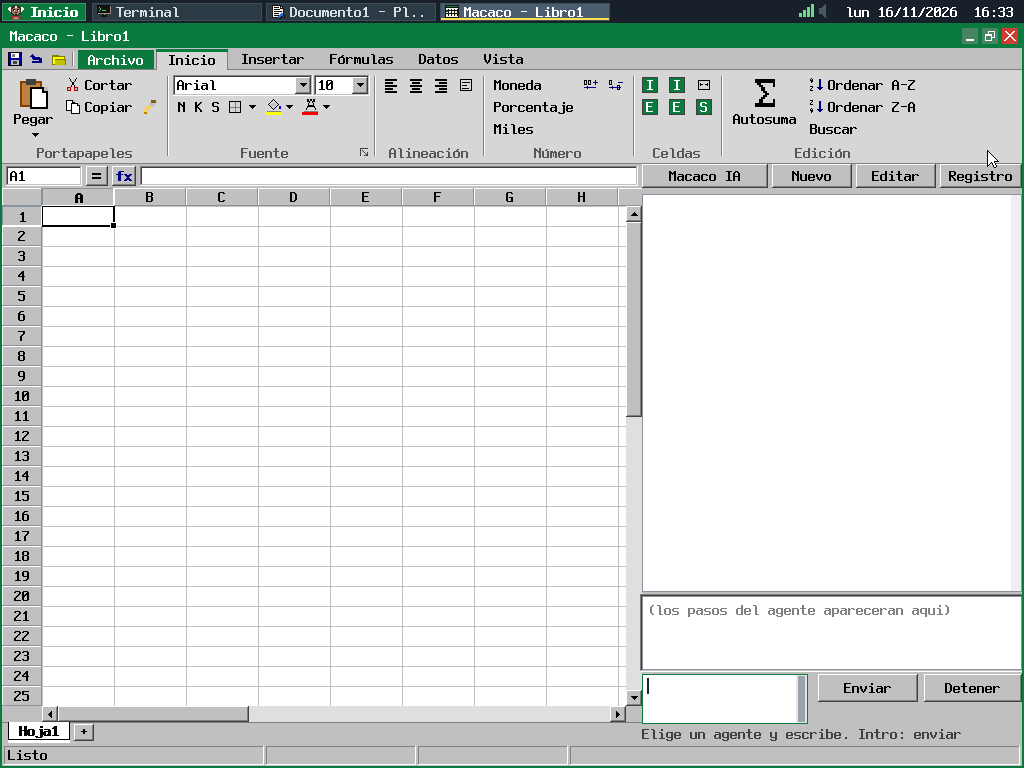 Inicio Terminal Documento1 - Pl.. Macaco - Libro1 lun 16/11/2026 16:33
Macaco - Libro1
Archivo Inicio Insertar Fórmulas Datos Vista
Pegar
Cortar
Copiar
Portapapeles
Arial 10
N K S
Fuente
Alineación
Moneda
Porcentaje
Miles
Número
I I
E E S
Celdas
Autosuma
Ordenar A-Z
Ordenar Z-A
Buscar
Edición
A1 = fx
Macaco IA Nuevo Editar Registro
A B C D E F G H
1
2
3
4
5
6
7
8
9
10
11
12
13
14
15
16
17
18
19
20
21
22
23
24
25
(los pasos del agente apareceran aqui)
Enviar Detener
Elige un agente y escribe. Intro: enviar
Hoja1 +
Listo